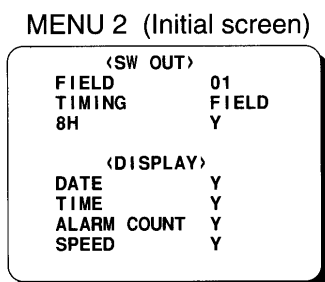 MENU 2 (Initial screen)
‹SW OUT›
FIELD 01
TIMING FIELD
8H Y
‹DISPLAY›
DATE Y
TIME Y
ALARM COUNT Y
SPEED Y